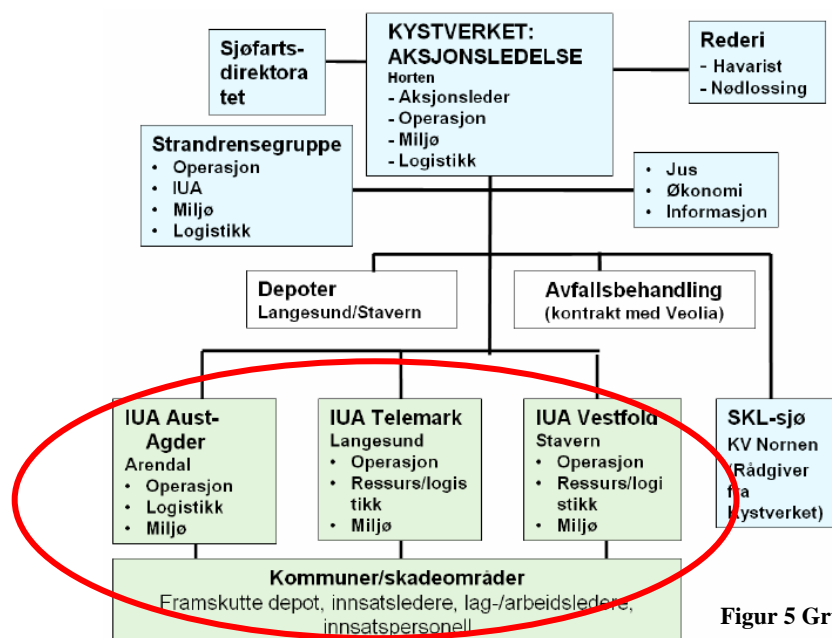 Sjøfarts-
direktora
tet
KYSTVERKET:
AKSJONSLEDELSE
Horten
- Aksjonsleder
- Operasjon
- Miljø
- Logistikk
Rederi
- Havarist
- Nødlossing
Strandrensegruppe
• Operasjon
• IUA
• Miljø
• Logistikk
• Jus
• Økonomi
• Informasjon
Depoter
Langesund/Stavern
Avfallsbehandling
(kontrakt med Veolia)
IUA Aust-
Agder
Arendal
• Operasjon
• Logistikk
• Miljø
IUA Telemark
Langesund
• Operasjon
• Ressurs/logis
tikk
• Miljø
IUA Vestfold
Stavern
• Operasjon
• Ressurs/logi
stikk
• Miljø
SKL-sjø
KV Nornen
(Rådgiver
fra
Kystverket)
Kommuner/skadeområder
Framskutte depot, innsatsledere, lag-/arbeidsledere,
innsatspersonell
Figur 5 Gr